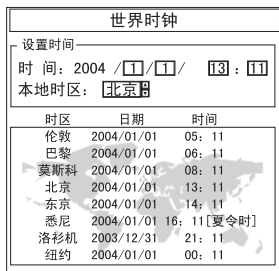 世界时钟
设置时间
时 间: 2004 /1/1/ 13 : 11
本地时区: 北京
时区 日期 时间
伦敦 2004/01/01 05: 11
巴黎 2004/01/01 06: 11
莫斯科 2004/01/01 08: 11
北京 2004/01/01 13: 11
东京 2004/01/01 14: 11
悉尼 2004/01/01 16: 11[夏令时]
洛衫机 2003/12/31 21: 11
纽约 2004/01/01 00: 11